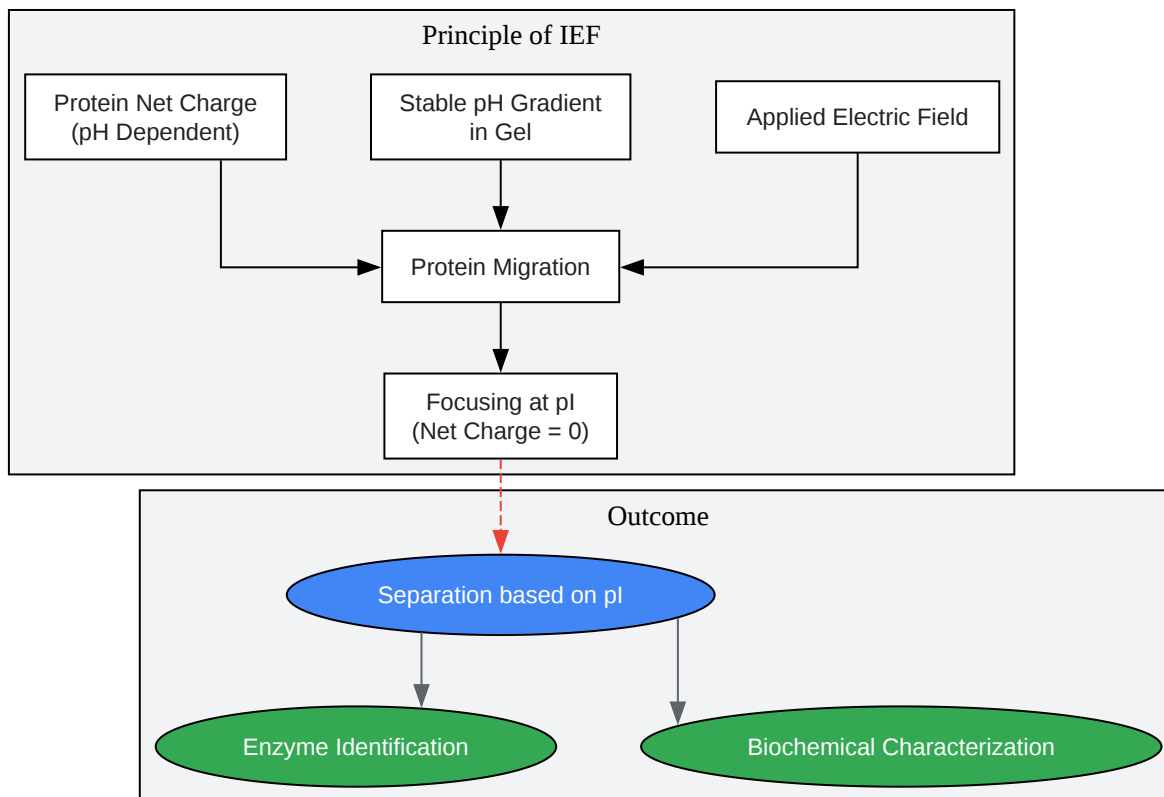 Principle of IEF
Protein Net Charge
(pH Dependent)
Stable pH Gradient
in Gel
Applied Electric Field
Protein Migration
Focusing at pI
(Net Charge = 0)
Outcome
Separation based on pI
Enzyme Identification
Biochemical Characterization